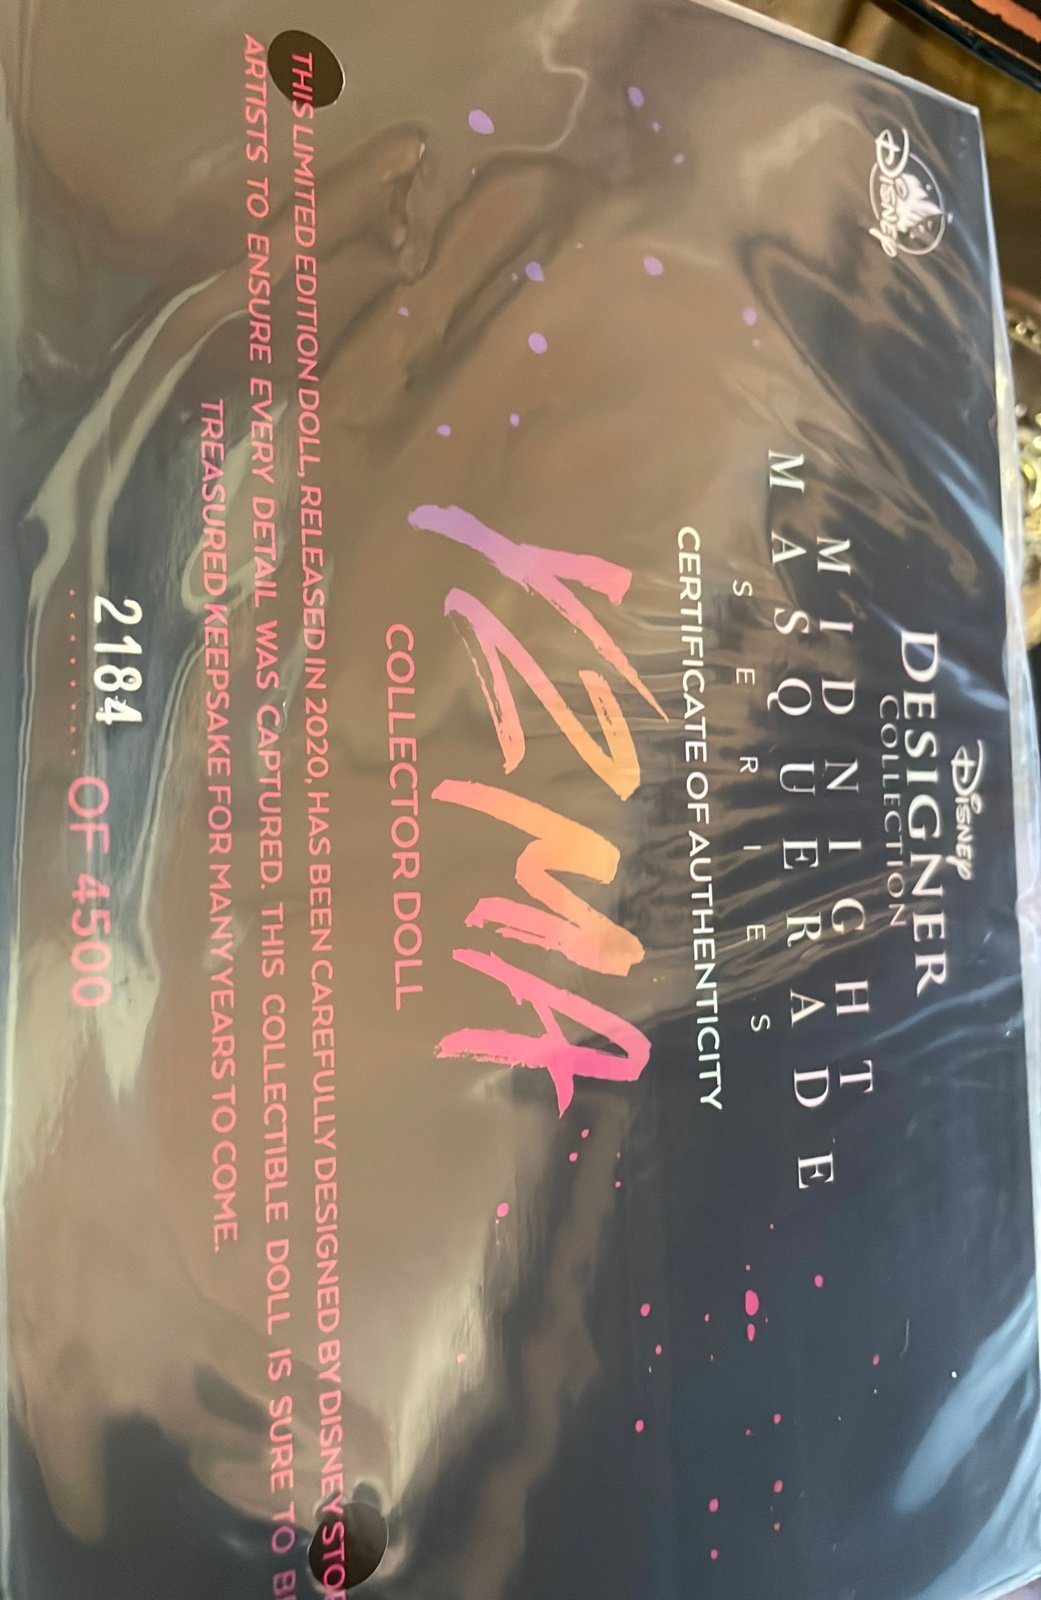 Disney
Disney
DESIGNER
COLLECTION
MIDNIGHT
MASQUERADE
SERIES
CERTIFICATE OF AUTHENTICITY
YZMA
COLLECTOR DOLL
THIS LIMITED EDITION DOLL, RELEASED IN 2020, HAS BEEN CAREFULLY DESIGNED BY DISNEY STO
ARTISTS TO ENSURE EVERY DETAIL WAS CAPTURED. THIS COLLECTIBLE DOLL IS SURE TO B
TREASURED KEEPSAKE FOR MANY YEARS TO COME.
2184 OF 4500